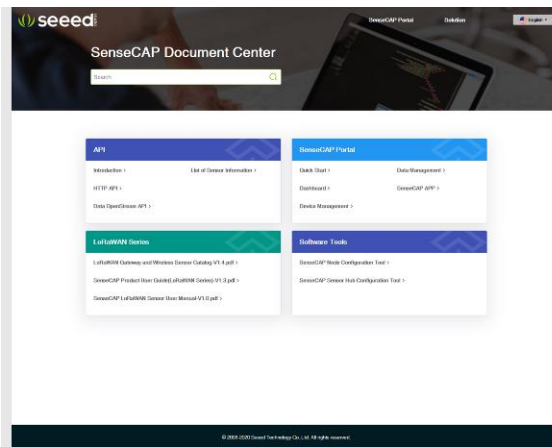 seeed
SenseCAP Portal
Solution
English
SenseCAP Document Center
Search
API
Introduction >
List of Sensor Information >
HTTP API >
Data OpenStream API >
SenseCAP Portal
Quick Start >
Data Management >
Dashboard >
SenseCAP APP >
Device Management >
LoRaWAN Series
LoRaWAN Gateway and Wireless Sensor Catalog-V1.4.pdf >
SenseCAP Product User Guide(LoRaWAN Series)-V1.3.pdf >
SenseCAP LoRaWAN Sensor User Manual-V1.0.pdf >
Software Tools
SenseCAP Node Configuration Tool >
SenseCAP Sensor Hub Configuration Tool >
© 2008-2020 Seeed Technology Co., Ltd. All rights reserved.